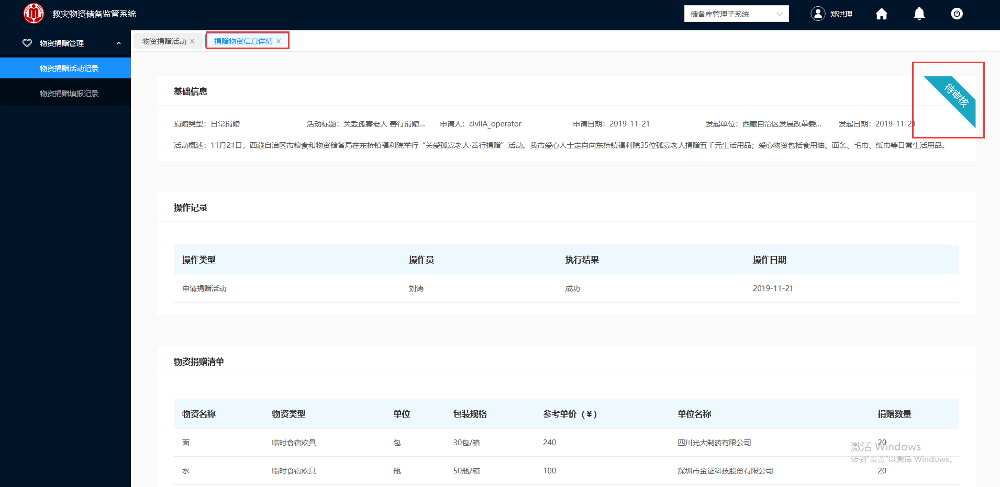 救灾物资储备监管系统
储备库管理子系统
郑洪理
物资捐赠管理
物资捐赠活动记录
物资捐赠填报记录
物资捐赠活动 ×
捐赠物资信息详情 ×
基础信息
待审核
捐赠类型：日常捐赠 活动标题：关爱孤寡老人 善行捐赠... 申请人：civilA_operator 申请日期：2019-11-21 发起单位：西藏自治区发展改革委... 发起日期：2019-11-21
活动概述：11月21日，西藏自治区市粮食和物资储备局在东桥镇福利院举行“关爱孤寡老人·善行捐赠”活动。我市爱心人士定向向东桥镇福利院35位孤寡老人捐赠五千元生活用品；爱心物资包括食用油、面条、毛巾、纸巾等日常生活用品。
操作记录
操作类型 操作员 执行结果 操作日期
申请捐赠活动 刘涛 成功 2019-11-21
物资捐赠清单
物资名称 物资类型 单位 包装规格 参考单价（¥） 单位名称 捐赠数量
面 临时食宿炊具 包 30包/箱 240 四川光大制药有限公司 20
水 临时食宿炊具 瓶 50瓶/箱 100 深圳市金证科技股份有限公司 20
激活 Windows
转到“设置”以激活 Windows。